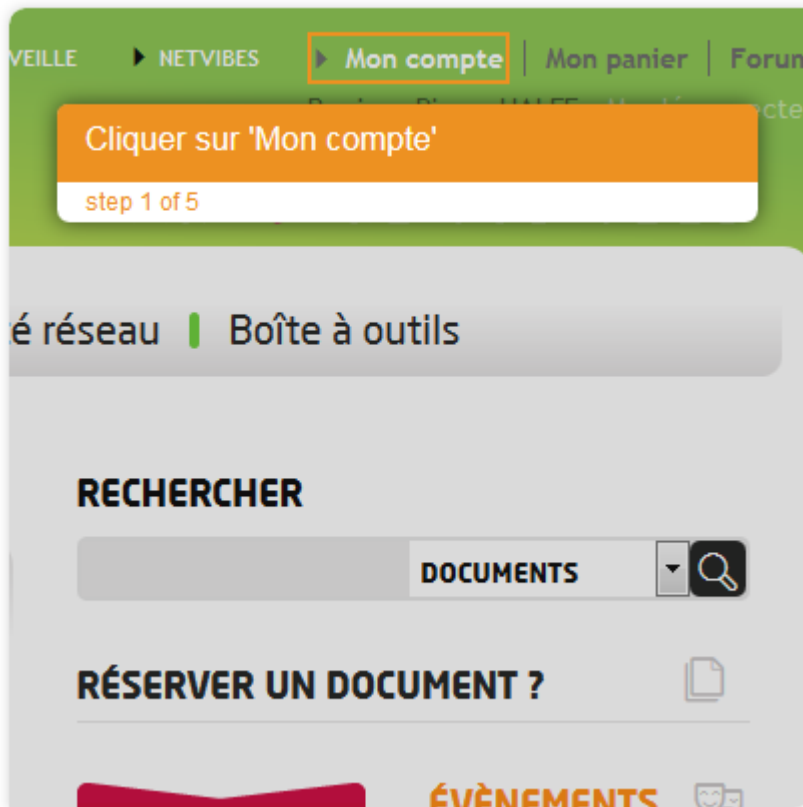 VEILLE NETVIBES Mon compte | Mon panier | Forum
Cliquer sur 'Mon compte'
step 1 of 5
é réseau Boîte à outils
RECHERCHER
DOCUMENTS
RÉSERVER UN DOCUMENT ?
ÉVÈNEMENTS